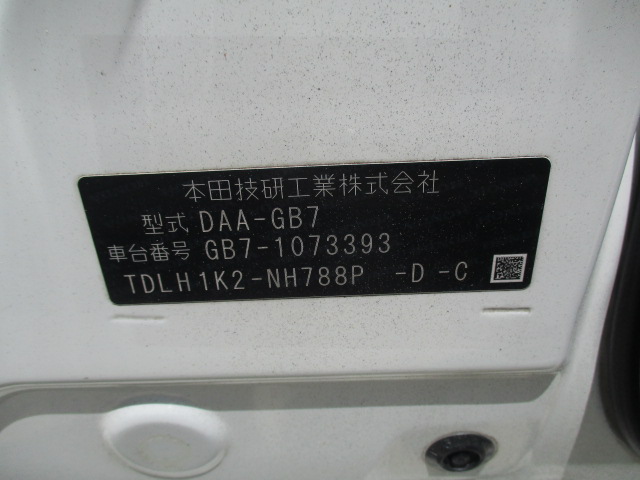 本田技研工業株式会社
型式 DAA-GB7
車台番号 GB7-1073393
TDLH1K2-NH788P -D -C